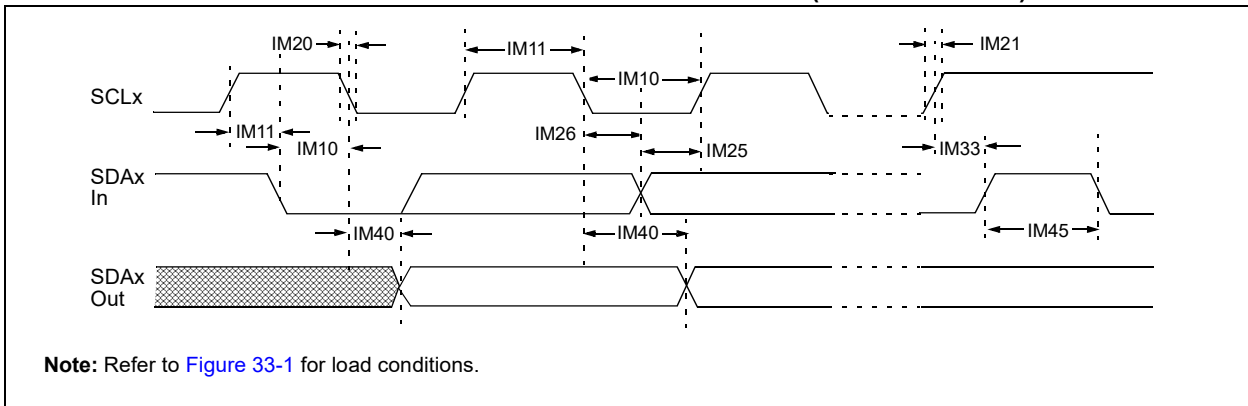 IM20
IM11
IM21
IM10
SCLx
IM11
IM26
IM10
IM25
IM33
SDAx
In
IM40
IM40
IM45
SDAx
Out
Note: Refer to Figure 33-1 for load conditions.